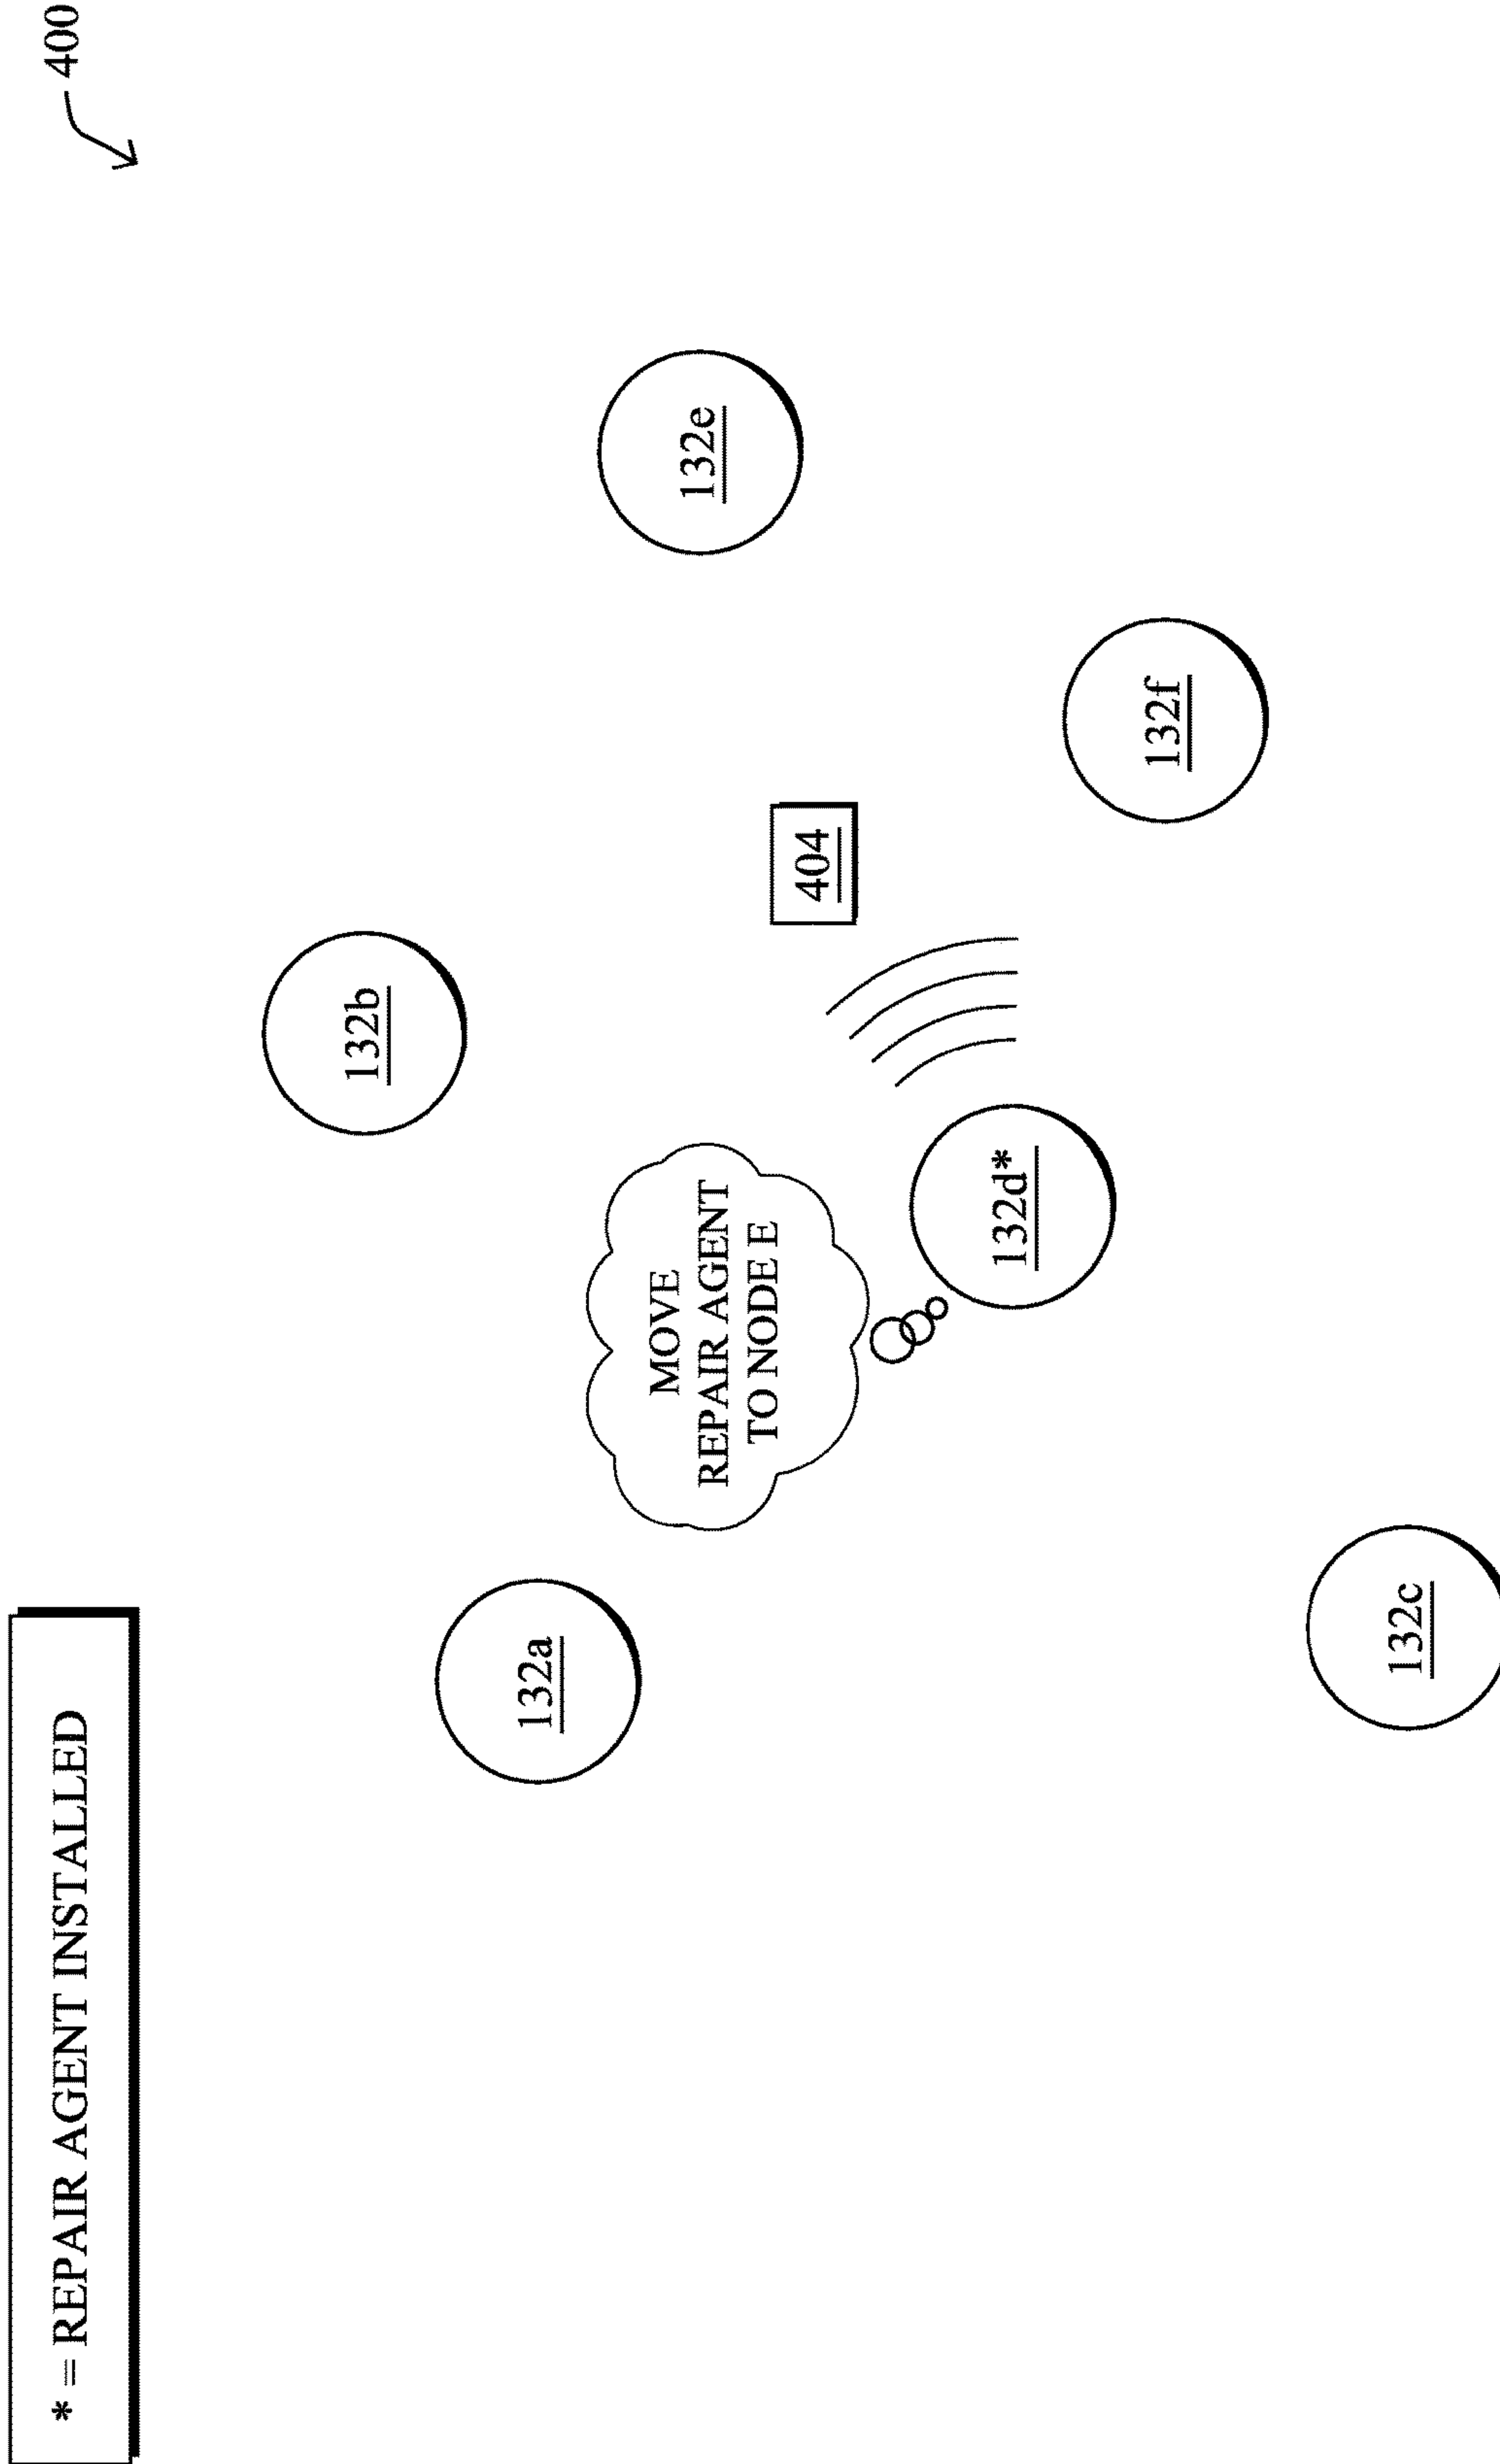 * = REPAIR AGENT INSTALLED
400
132b
132a
132e
MOVE
REPAIR AGENT
TO NODE E
404
132d*
132f
132c